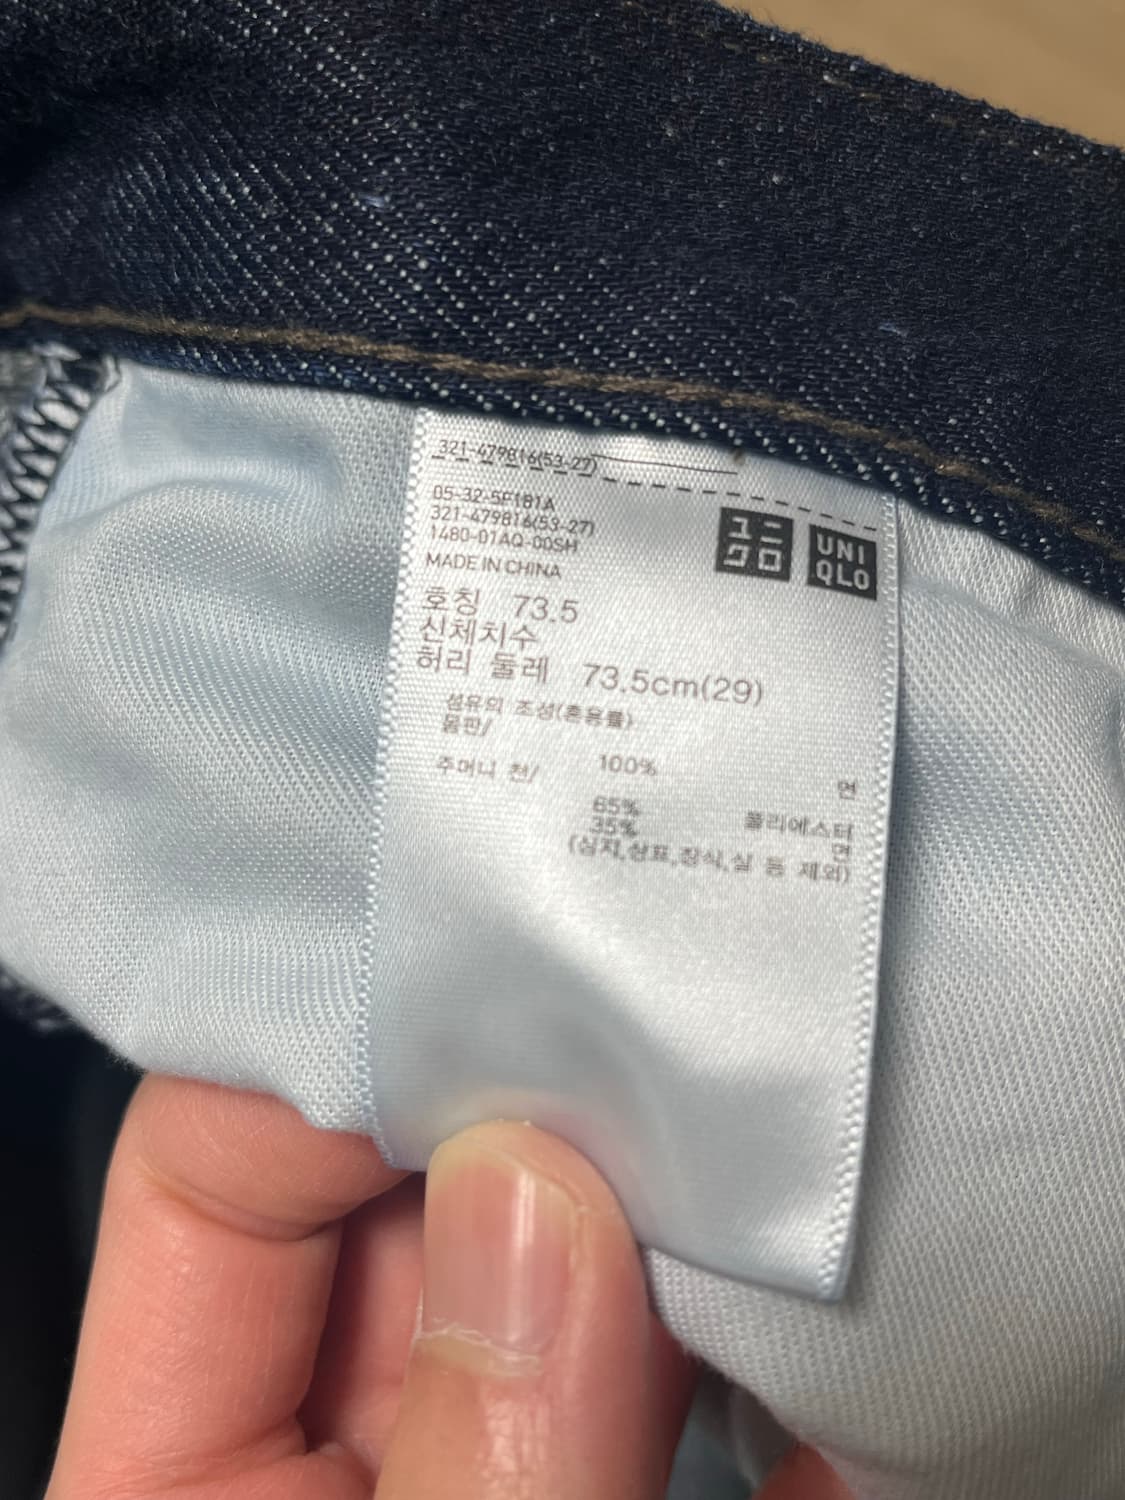 321-479816(53-27)
05-32-5F181A
321-479816(53-27)
1480-01AQ-00SH
MADE IN CHINA
ユニ
クロ
UNI
QLO
호칭 73.5
신체치수
허리 둘레 73.5cm(29)
섬유의 조성(혼용률)
몸판/
100% 면
주머니 천/
65% 폴리에스터
35% 면
(심지,상표,장식,실 등 제외)